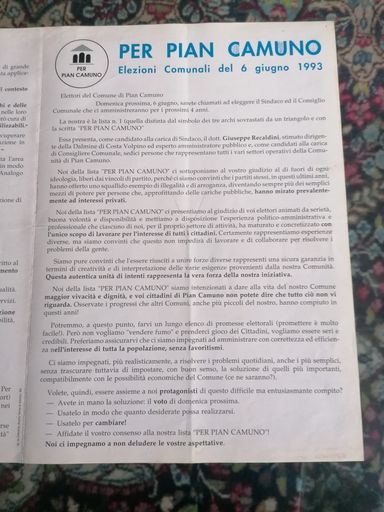 PER PIAN CAMUNO
Elezioni Comunali del 6 giugno 1993
PER
PIAN CAMUNO
Elettori del Comune di Pian Camuno
Domenica prossima, 6 giugno, sarete chiamati ad eleggere il Sindaco ed il Consiglio
Comunale che ci amministreranno per i prossimi 4 anni.
La nostra è la lista n. 1 (quella distinta dal simbolo dei tre archi sovrastati da un triangolo e con
la scritta "PER PIAN CAMUNO"
Essa presenta, come candidato alla carica di Sindaco, il dott. Giuseppe Recaldini, stimato dirigen-
te della Dalmine di Costa Volpino ed esperto amministratore pubblico e, come candidati alla carica
di Consigliere Comunale, sedici persone che rappresentano tutti i vari settori operativi della Comu-
nità di Pian Camuno.
Noi della lista "PER PIAN CAMUNO" ci sottoponiamo al vostro giudizio al di fuori di ogni
ideologia, liberi dai vincoli di partito, perché ci siamo convinti che i partiti stessi, in questi ultimi anni,
hanno offerto uno squallido esempio di illegalità e di arroganza, diventando sempre più dei semplici
mezzi di potere per persone che, approfittando delle cariche pubbliche, hanno mirato prevalente-
mente ad interessi privati.
Noi della lista "PER PIAN CAMUNO" ci presentiamo al giudizio di voi elettori animati da serietà,
buona volontà e disponibilità e mettiamo a disposizione l'esperienza politico-amministrativa e
professionale che ciascuno di noi, per il proprio settore di attività, ha maturato e concretizzato con
l'unico scopo di lavorare per l'interesse di tutti i cittadini. Certamente rappresentiamo esperienze
diverse, ma siamo convinti che questo non impedirà di lavorare e di collaborare per risolvere i
problemi della gente.
Siamo pure convinti che l'essere riusciti a unire forze diverse rappresenti una sicura garanzia in
termini di creatività e di interpretazione delle varie esigenze provenienti dalla nostra Comunità.
Questa autentica unità di intenti rappresenta la vera forza della nostra iniziativa.
Noi della lista "PER PIAN CAMUNO" siamo intenzionati a dare alla vita del nostro Comune
maggior vivacità e dignità, e voi cittadini di Pian Camuno non potete dire che tutto ciò non vi
riguarda. Osservate i progressi che altri Comuni, anche più piccoli del nostro, hanno compiuto in
questi anni!
Potremmo, a questo punto, farvi un lungo elenco di promesse elettorali (promettere è molto
facile!). Però non vogliamo "vendere fumo" e prenderci gioco dei Cittadini, vogliamo essere seri e
credibili. Preferiamo assicurarvi che ci siamo impegnati ad amministrare con correttezza ed efficien-
za nell'interesse di tutta la popolazione, senza favoritismi.
Ci siamo impegnati, più realisticamente, a risolvere i problemi quotidiani, anche i più semplici,
senza trascurare tuttavia di impostare, con buon senso, la soluzione di quelli più importanti,
compatibilmente con le possibilità economiche del Comune (ce ne saranno?).
Volete, quindi, essere assieme a noi protagonisti di questo difficile ma entusiasmante compito?
— Avete in mano la soluzione: il voto di domenica prossima.
— Usatelo in modo che quanto desiderate possa realizzarsi.
— Usatelo per cambiare!
— Affidate il vostro consenso alla nostra lista "PER PIAN CAMUNO"!
Noi ci impegnamo a non deludere le vostre aspettative.